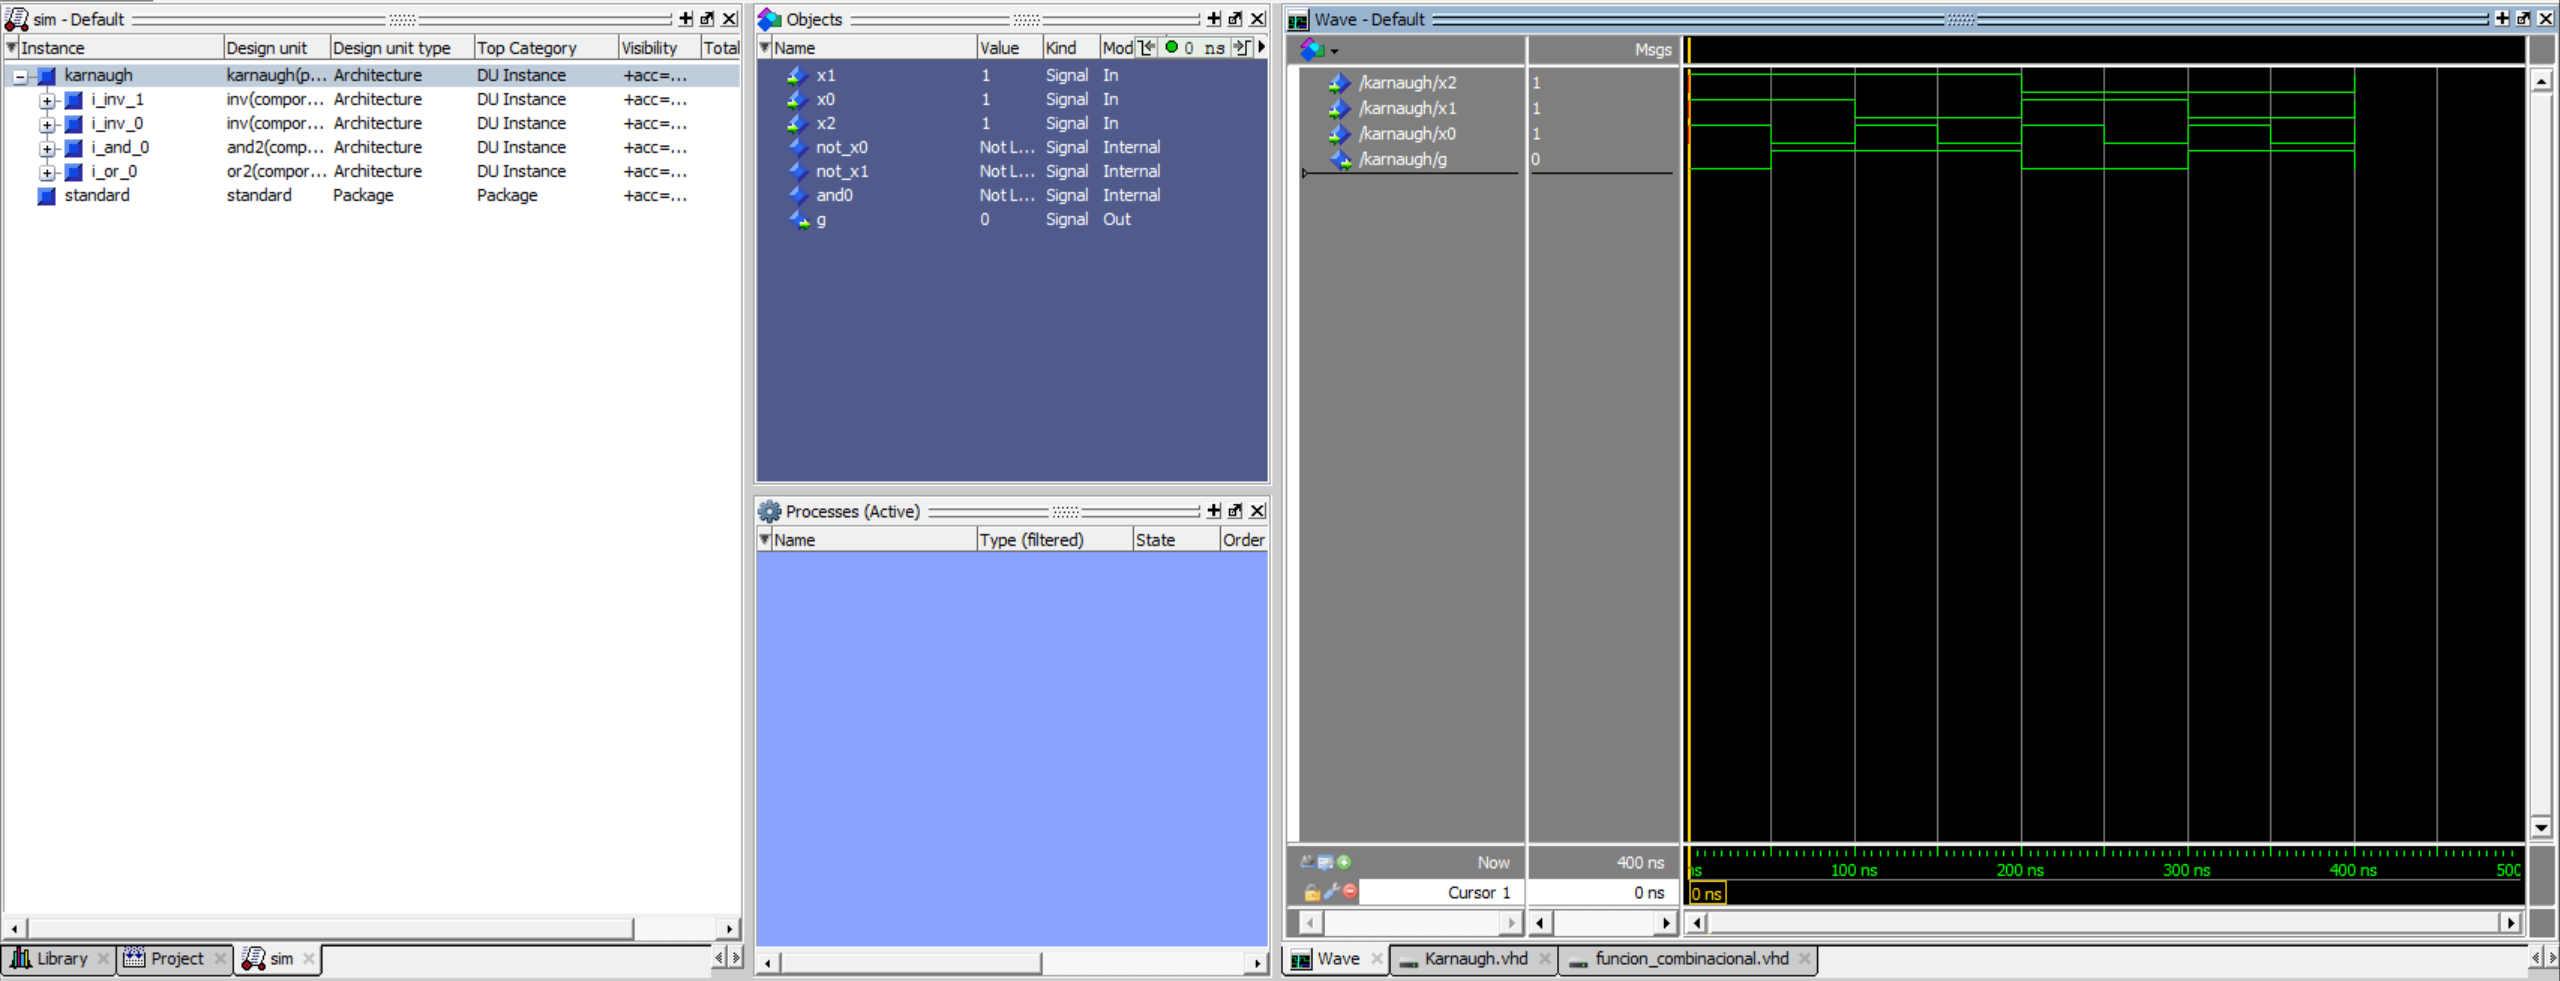 sim - Default
Instance Design unit Design unit type Top Category Visibility Total
karnaugh karnaugh(p... Architecture DU Instance +acc=...
i_inv_1 inv(compor... Architecture DU Instance +acc=...
i_inv_0 inv(compor... Architecture DU Instance +acc=...
i_and_0 and2(comp... Architecture DU Instance +acc=...
i_or_0 or2(compor... Architecture DU Instance +acc=...
standard standard Package Package +acc=...
Library Project sim
Objects
Name Value Kind Mod 0 ns
x1 1 Signal In
x0 1 Signal In
x2 1 Signal In
not_x0 Not L... Signal Internal
not_x1 Not L... Signal Internal
and0 Not L... Signal Internal
g 0 Signal Out
Processes (Active)
Name Type (filtered) State Order
Wave - Default
Msgs
/karnaugh/x2 1
/karnaugh/x1 1
/karnaugh/x0 1
/karnaugh/g 0
Now 400 ns
ns 100 ns 200 ns 300 ns 400 ns 500
Cursor 1 0 ns
0 ns
Wave Karnaugh.vhd funcion_combinacional.vhd